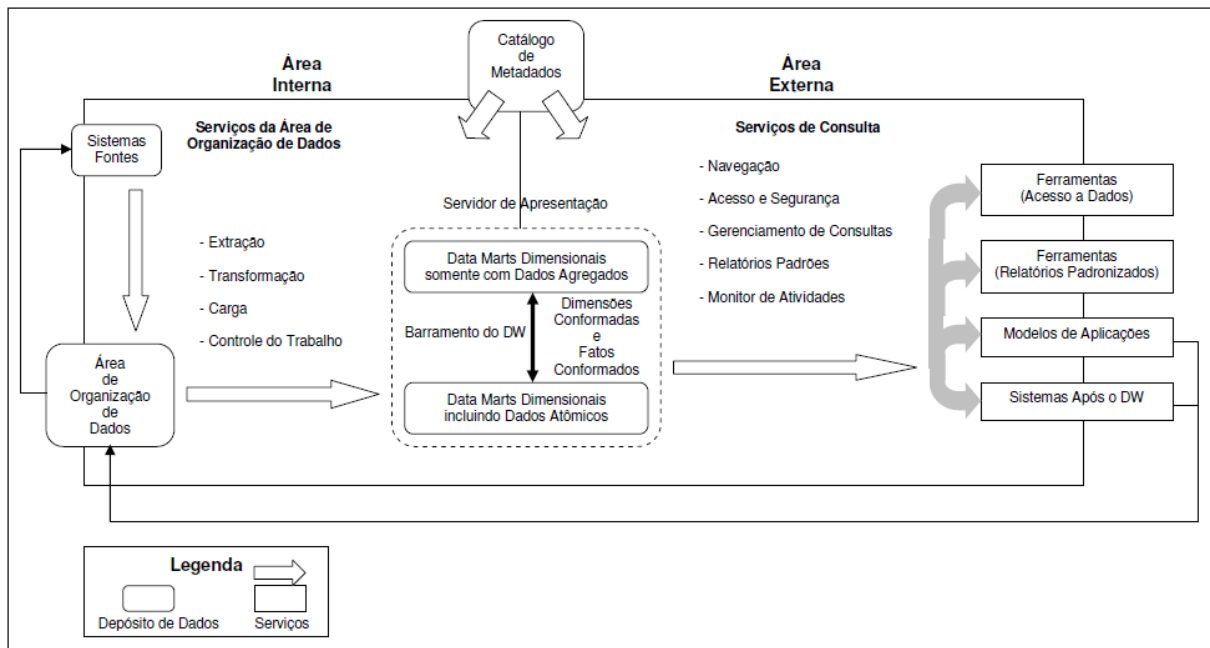 Catálogo
de
Metadados
Área
Interna
Área
Externa
Sistemas
Fontes
Serviços da Área de
Organização de Dados
Serviços de Consulta
- Extração
- Transformação
- Carga
- Controle do Trabalho
Área
de
Organização
de
Dados
Servidor de Apresentação
Data Marts Dimensionais
somente com Dados Agregados
Barramento do DW
Dimensões
Conformadas
e
Fatos
Conformados
Data Marts Dimensionais
incluindo Dados Atômicos
- Navegação
- Acesso e Segurança
- Gerenciamento de Consultas
- Relatórios Padrões
- Monitor de Atividades
Ferramentas
(Acesso a Dados)
Ferramentas
(Relatórios Padronizados)
Modelos de Aplicações
Sistemas Após o DW
Legenda
Depósito de Dados
Serviços